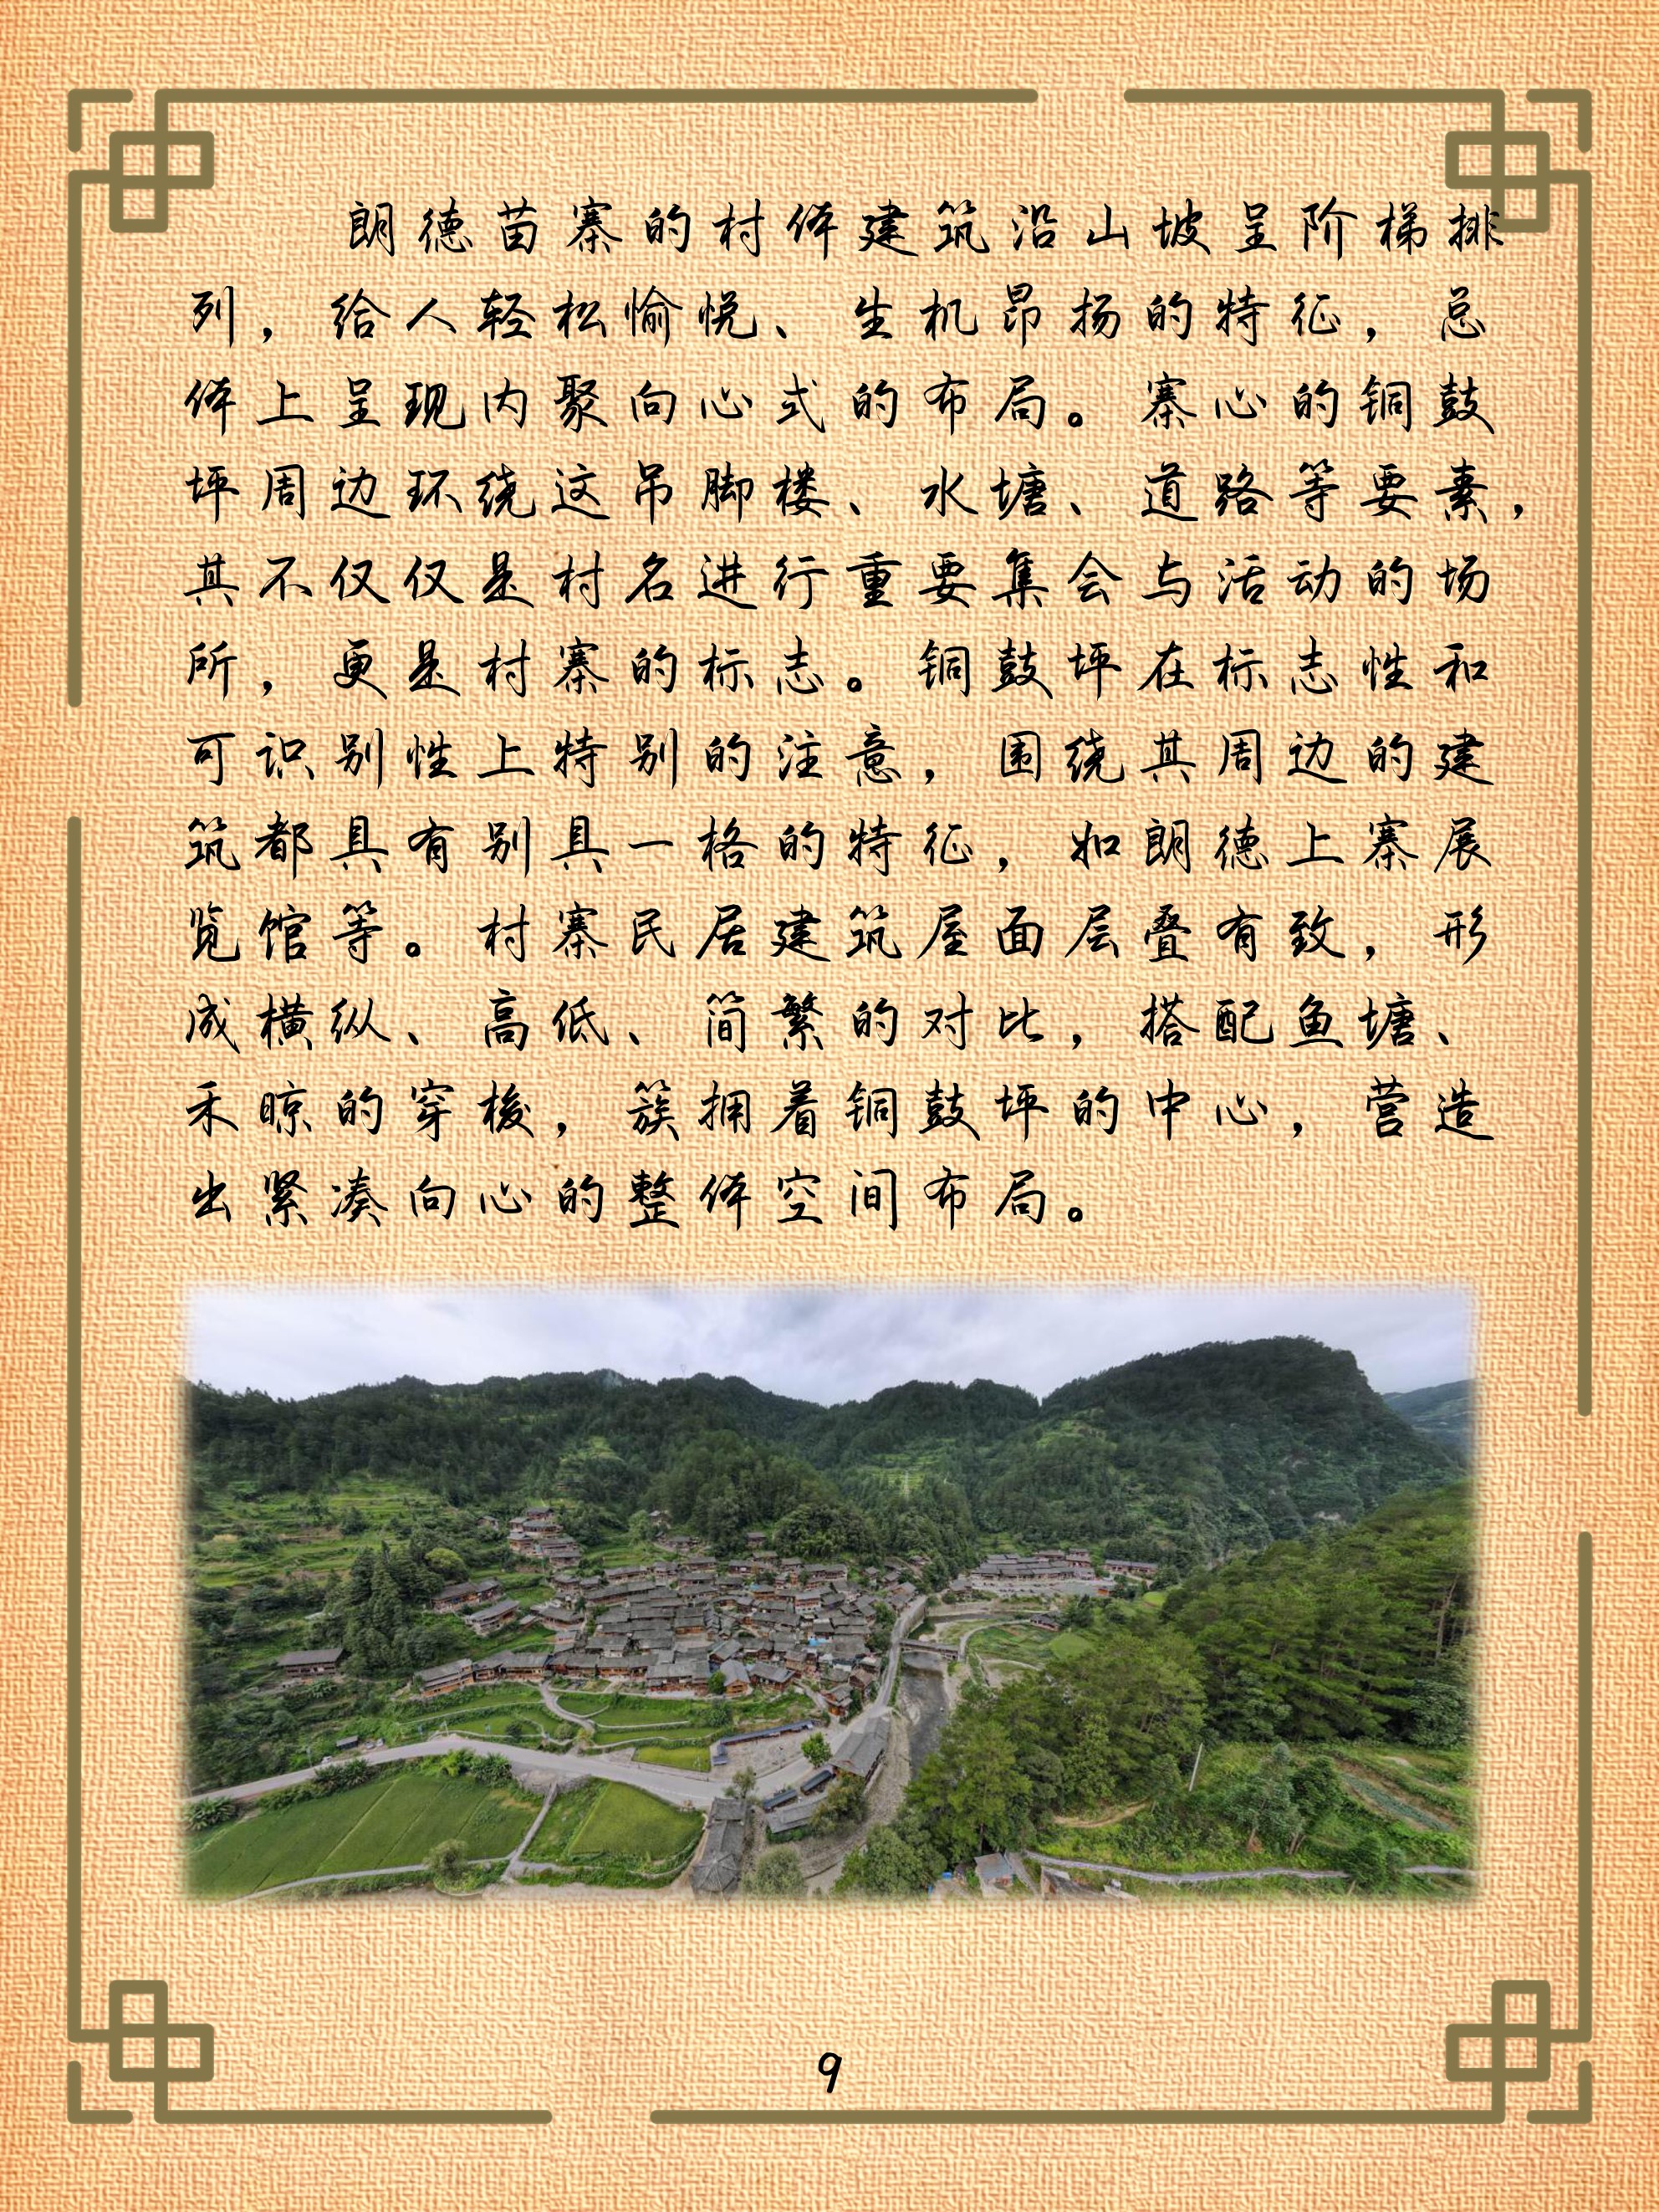 朗德苗寨的村体建筑沿山坡呈阶梯排
列，给人轻松愉悦、生机昂扬的特征，总
体上呈现内聚向心式的布局。寨心的铜鼓
坪周边环绕这吊脚楼、水塘、道路等要素，
其不仅仅是村名进行重要集会与活动的场
所，更是村寨的标志。铜鼓坪在标志性和
可识别性上特别的注意，围绕其周边的建
筑都具有别具一格的特征，如朗德上寨展
览馆等。村寨民居建筑屋面层叠有致，形
成横纵、高低、简繁的对比，搭配鱼塘、
禾晾的穿梭，簇拥着铜鼓坪的中心，营造
出紧凑向心的整体空间布局。
9